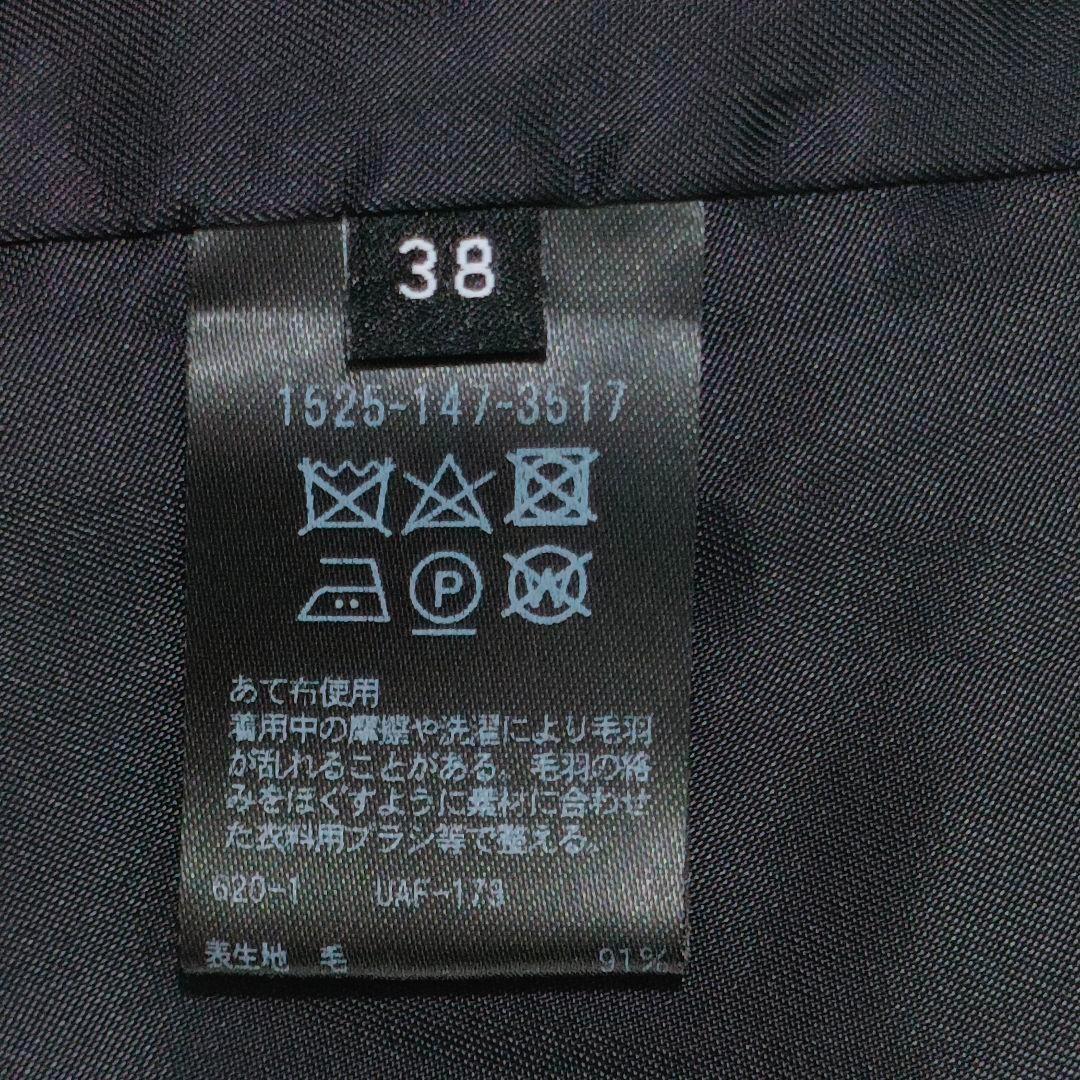 38
1525-147-3517
P
W
あて布使用
着用中の摩擦や洗濯により毛羽
が乱れることがある。毛羽の絡
みをほぐすように素材に合わせ
た衣料用ブラシ等で整える。
620-1 UAF-173
表生地 毛 91%